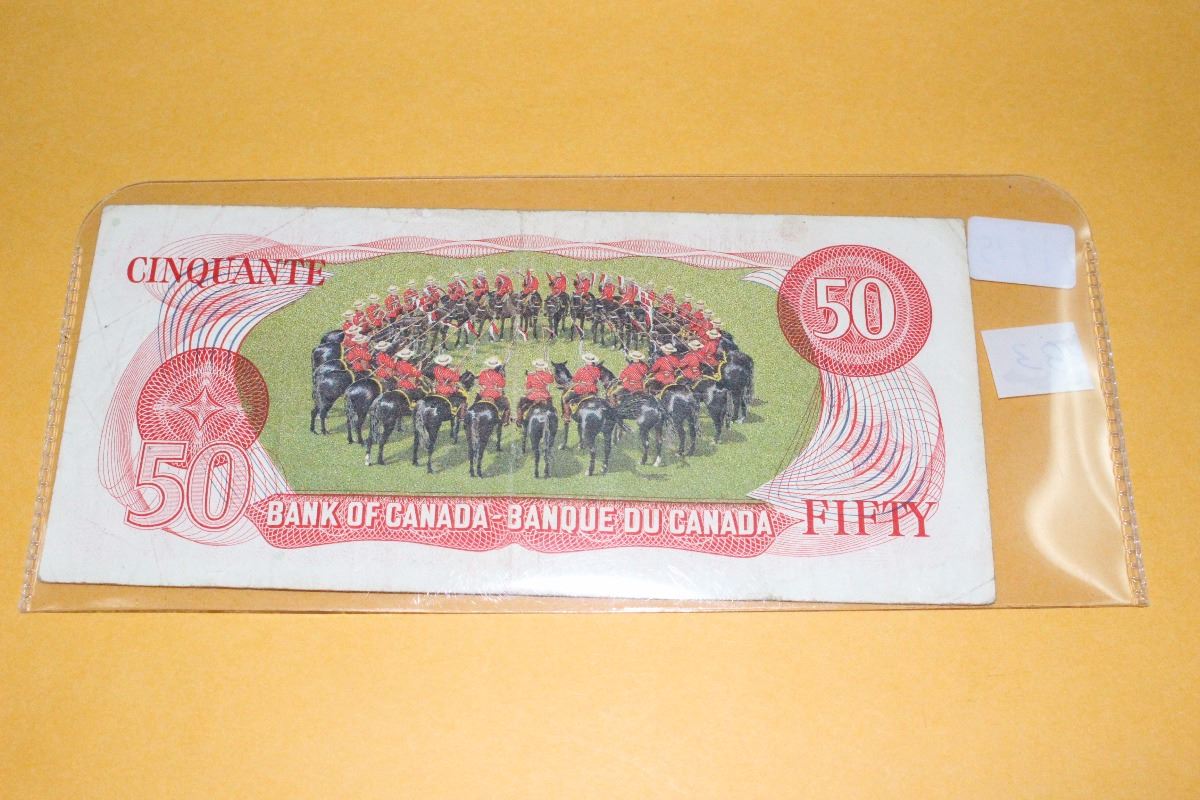 CINQUANTE
50
50
BANK OF CANADA - BANQUE DU CANADA
FIFTY